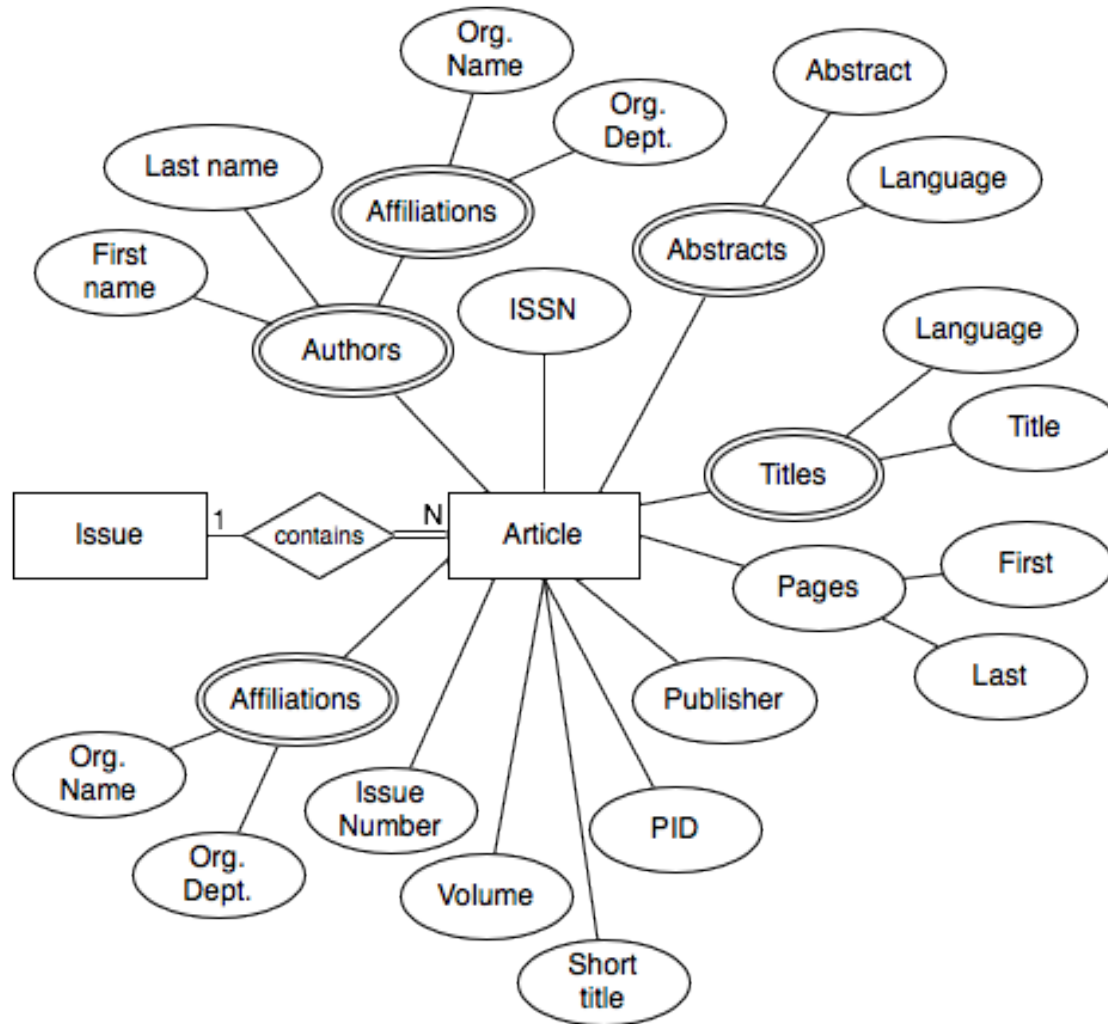 Org.
Name
Abstract
Org.
Dept.
Last name
Language
Affiliations
Abstracts
First
name
ISSN
Language
Authors
Title
Titles
Issue
1
contains
N
Article
First
Pages
Last
Affiliations
Publisher
Org.
Name
Issue
Number
PID
Org.
Dept.
Volume
Short
title